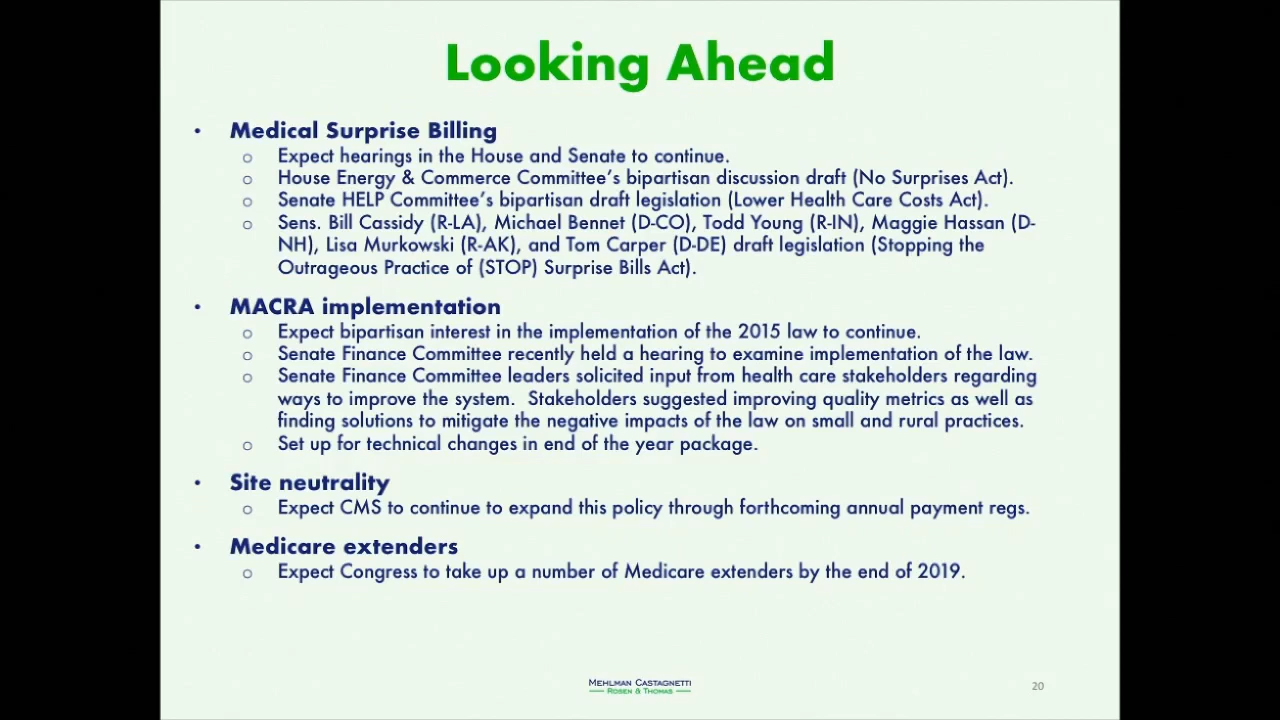 Looking Ahead
• Medical Surprise Billing
o Expect hearings in the House and Senate to continue.
o House Energy & Commerce Committee's bipartisan discussion draft (No Surprises Act).
o Senate HELP Committee's bipartisan draft legislation (Lower Health Care Costs Act).
o Sens. Bill Cassidy (R-LA), Michael Bennet (D-CO), Todd Young (R-IN), Maggie Hassan (D-
NH), Lisa Murkowski (R-AK), and Tom Carper (D-DE) draft legislation (Stopping the
Outrageous Practice of (STOP) Surprise Bills Act).
• MACRA implementation
o Expect bipartisan interest in the implementation of the 2015 law to continue.
o Senate Finance Committee recently held a hearing to examine implementation of the law.
o Senate Finance Committee leaders solicited input from health care stakeholders regarding
ways to improve the system.  Stakeholders suggested improving quality metrics as well as
finding solutions to mitigate the negative impacts of the law on small and rural practices.
o Set up for technical changes in end of the year package.
• Site neutrality
o Expect CMS to continue to expand this policy through forthcoming annual payment regs.
• Medicare extenders
o Expect Congress to take up a number of Medicare extenders by the end of 2019.
MEHLMAN CASTAGNETTI
ROSEN & THOMAS
20